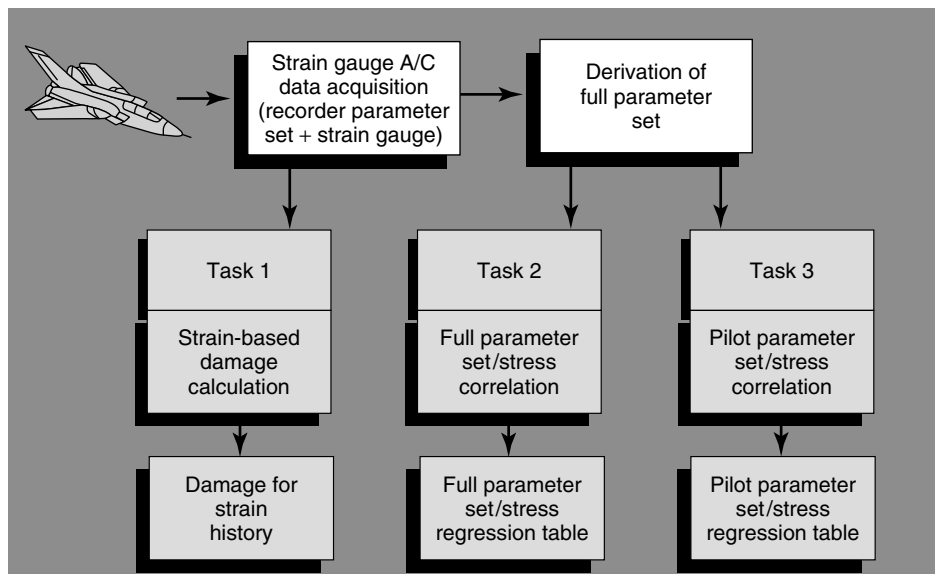 Strain gauge A/C
data acquisition
(recorder parameter
set + strain gauge)
Derivation of
full parameter
set
Task 1
Strain-based
damage
calculation
Damage for
strain
history
Task 2
Full parameter
set/stress
correlation
Full parameter
set/stress
regression table
Task 3
Pilot parameter
set/stress
correlation
Pilot parameter
set/stress
regression table